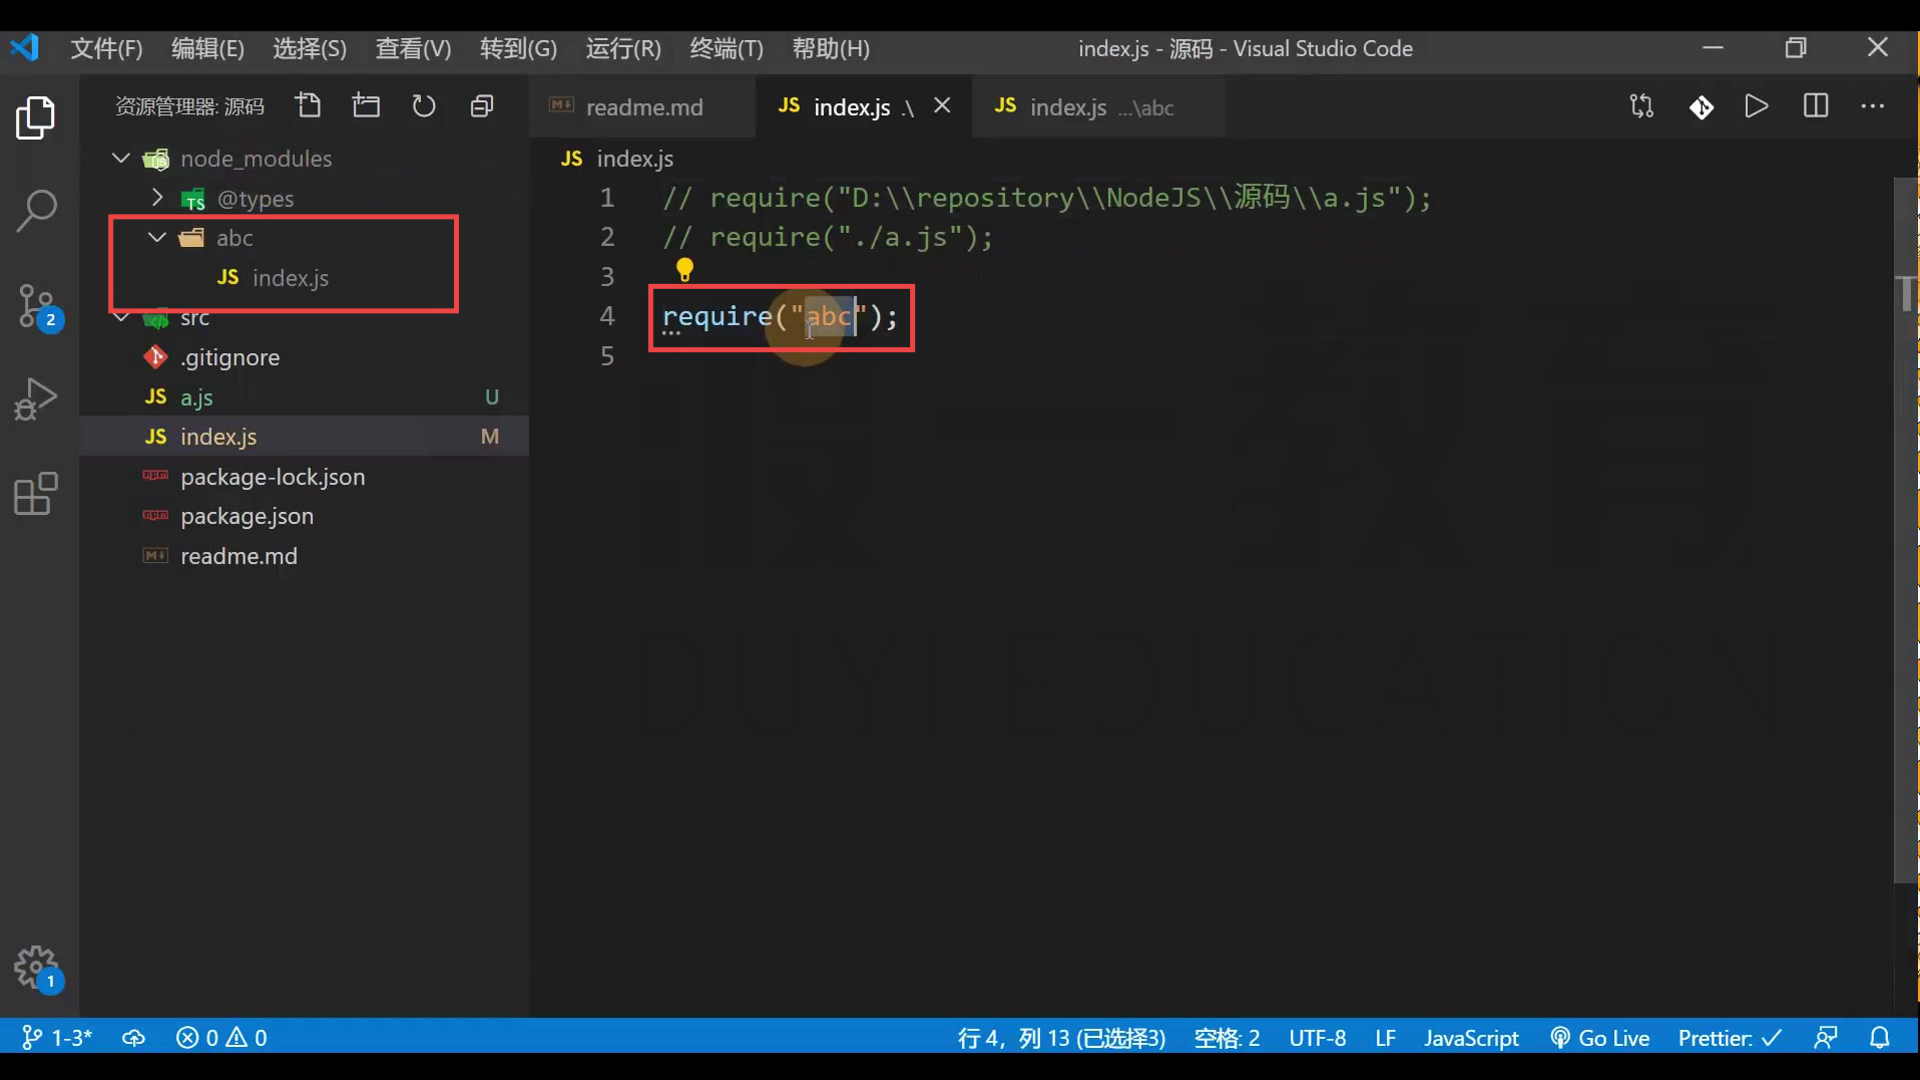 文件(F) 编辑(E) 选择(S) 查看(V) 转到(G) 运行(R) 终端(T) 帮助(H) index.js - 源码 - Visual Studio Code
资源管理器: 源码
readme.md JS index.js .\ JS index.js ...\abc
node_modules
TS @types
abc
JS index.js
src
.gitignore
JS a.js U
JS index.js M
package-lock.json
package.json
readme.md
JS index.js
1 // require("D:\\repository\\NodeJS\\源码\\a.js");
2 // require("./a.js");
3
4 require("abc");
5
DUYI EDUCATION
2
1
1-3* 0 0 行 4，列 13 (已选择3) 空格: 2 UTF-8 LF JavaScript Go Live Prettier: ✓